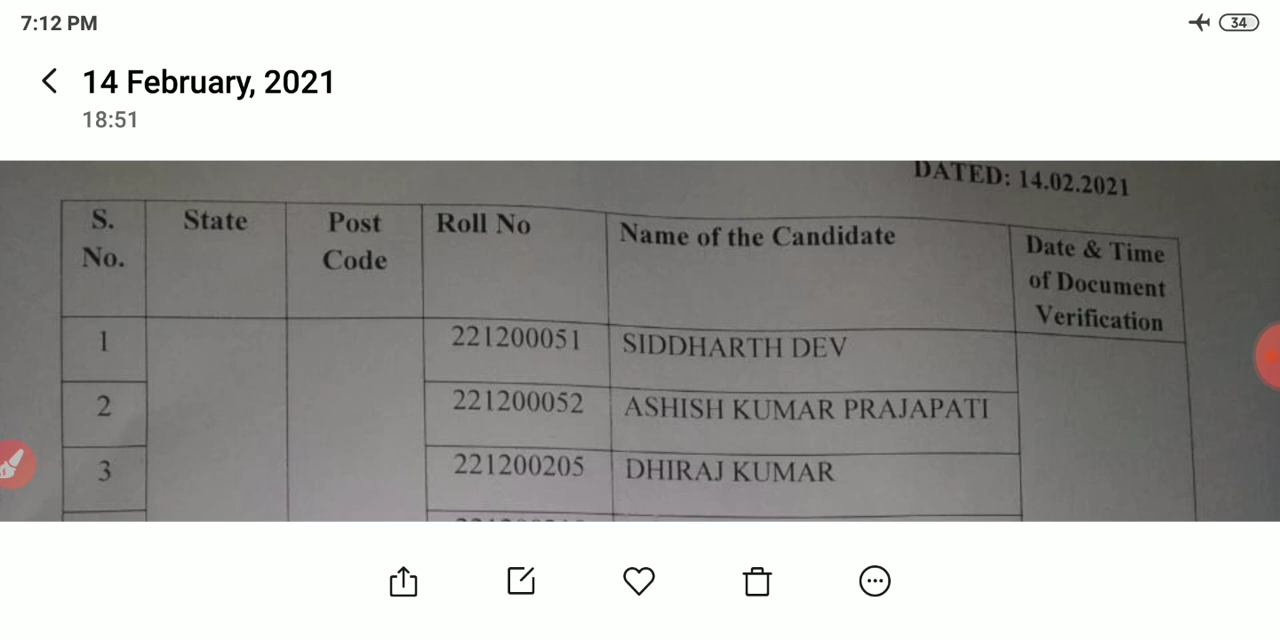 7:12 PM
34
14 February, 2021
18:51
DATED: 14.02.2021
S. No. State Post Code Roll No Name of the Candidate Date & Time of Document Verification
1 221200051 SIDDHARTH DEV
2 221200052 ASHISH KUMAR PRAJAPATI
3 221200205 DHIRAJ KUMAR